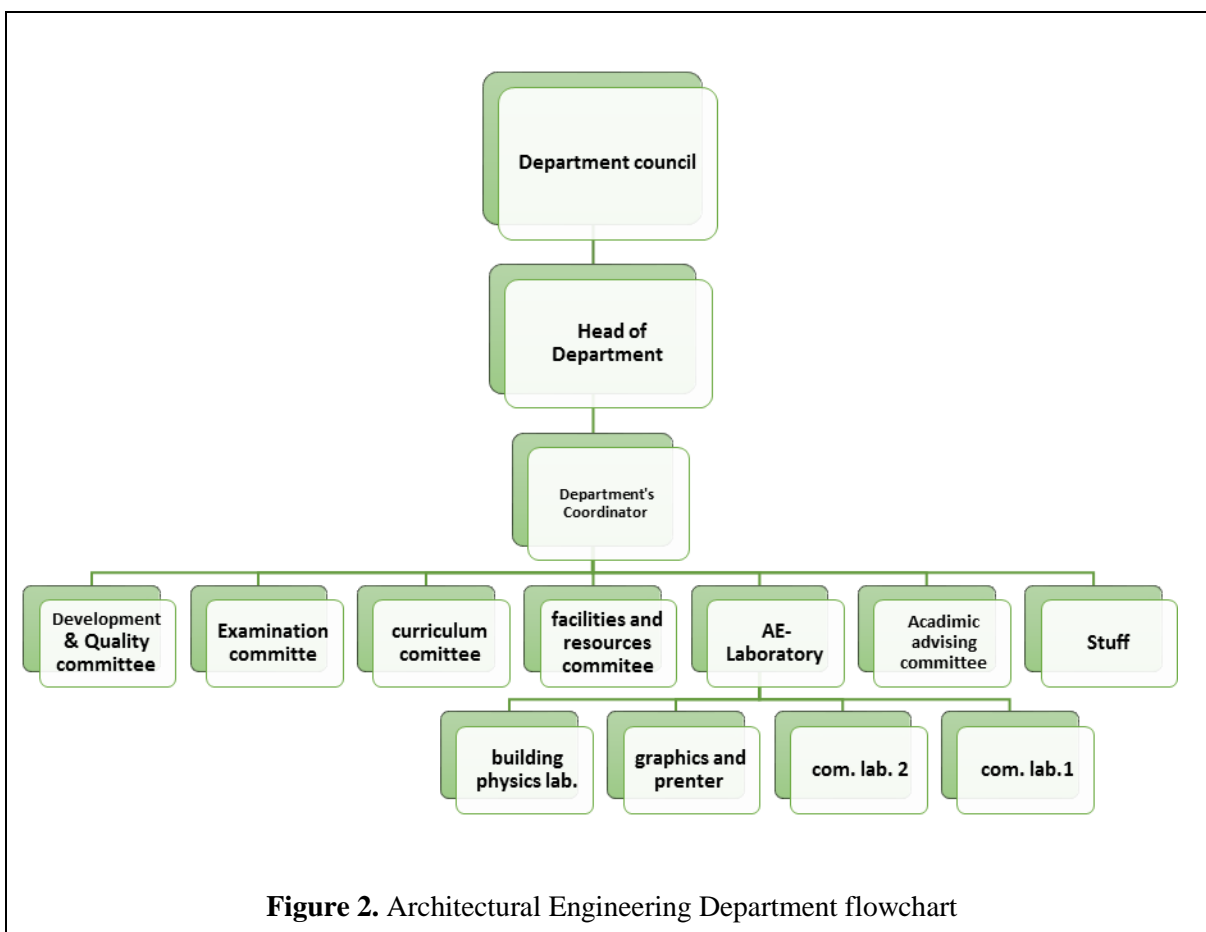 Department council
Head of
Department
Department's
Coordinator
Development
& Quality
committee
Examination
committe
curriculum
comittee
facilities and
resources
commitee
AE-
Laboratory
Acadimic
advising
committee
Stuff
building
physics lab.
graphics and
prenter
com. lab. 2
com. lab.1
Figure 2. Architectural Engineering Department flowchart